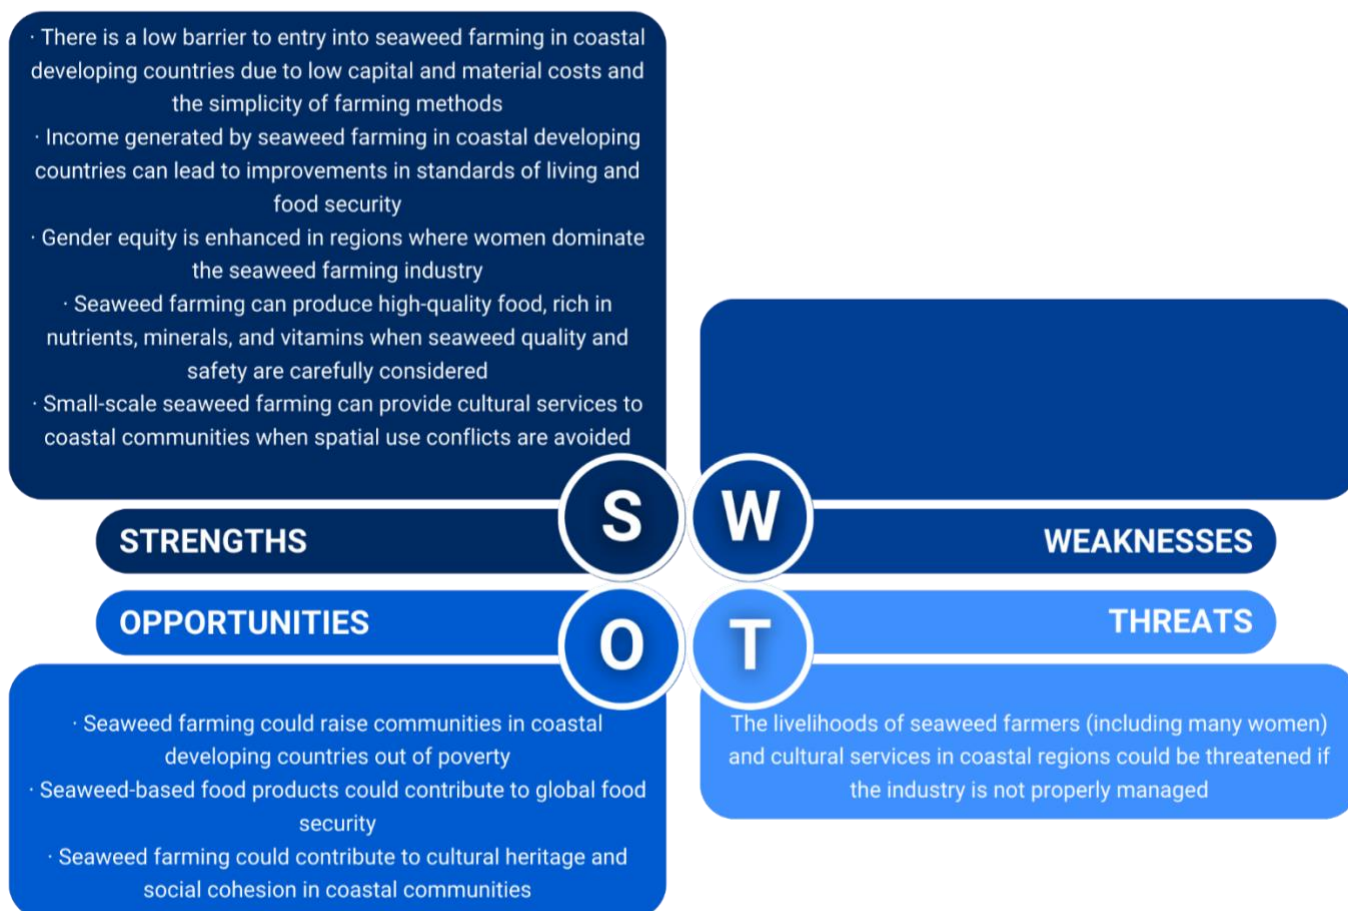 · There is a low barrier to entry into seaweed farming in coastal
developing countries due to low capital and material costs and
the simplicity of farming methods
· Income generated by seaweed farming in coastal developing
countries can lead to improvements in standards of living and
food security
· Gender equity is enhanced in regions where women dominate
the seaweed farming industry
· Seaweed farming can produce high-quality food, rich in
nutrients, minerals, and vitamins when seaweed quality and
safety are carefully considered
· Small-scale seaweed farming can provide cultural services to
coastal communities when spatial use conflicts are avoided
STRENGTHS
S
W
WEAKNESSES
OPPORTUNITIES
O
T
THREATS
· Seaweed farming could raise communities in coastal
developing countries out of poverty
· Seaweed-based food products could contribute to global food
security
· Seaweed farming could contribute to cultural heritage and
social cohesion in coastal communities
The livelihoods of seaweed farmers (including many women)
and cultural services in coastal regions could be threatened if
the industry is not properly managed